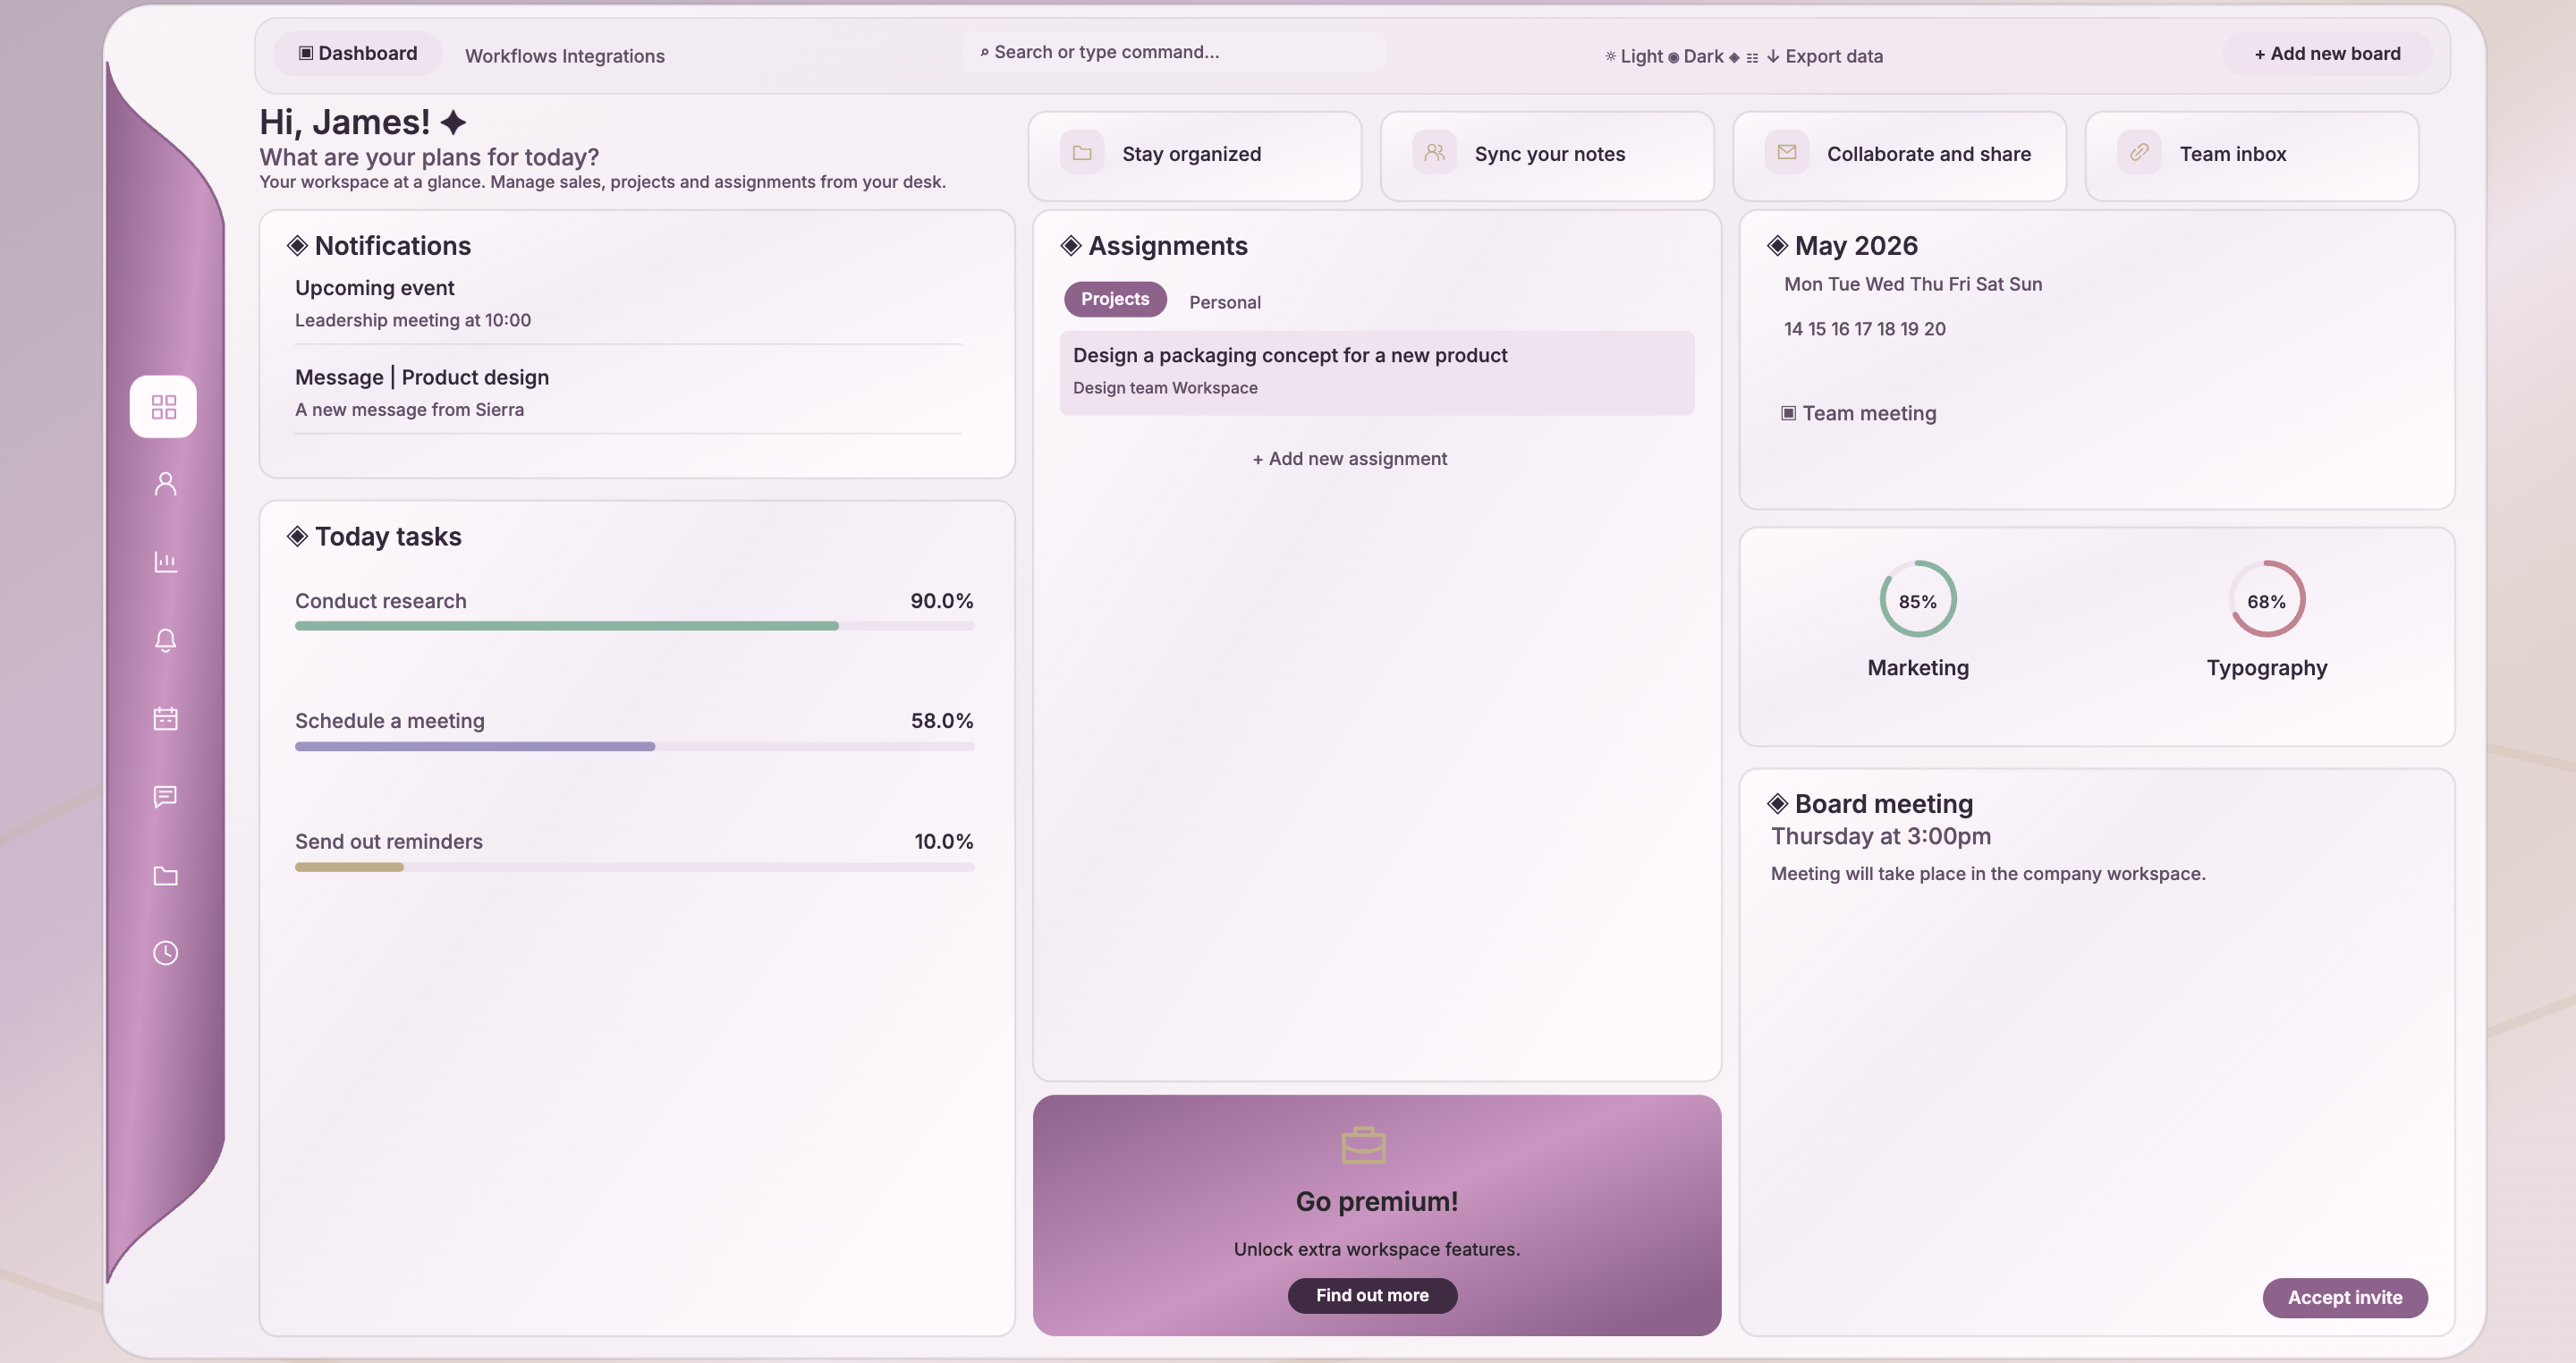 ▣ Dashboard
Workflows Integrations
⌕ Search or type command...
☼ Light ◉ Dark ◈ ☷ ↓ Export data
+ Add new board
Hi, James! ✦
What are your plans for today?
Your workspace at a glance. Manage sales, projects and assignments from your desk.
Stay organized
Sync your notes
Collaborate and share
Team inbox
◈ Notifications
Upcoming event
Leadership meeting at 10:00
Message | Product design
A new message from Sierra
◈ Today tasks
Conduct research
90.0%
Schedule a meeting
58.0%
Send out reminders
10.0%
◈ Assignments
Projects
Personal
Design a packaging concept for a new product
Design team Workspace
+ Add new assignment
Go premium!
Unlock extra workspace features.
Find out more
◈ May 2026
Mon Tue Wed Thu Fri Sat Sun
14 15 16 17 18 19 20
▣ Team meeting
85%
Marketing
68%
Typography
◈ Board meeting
Thursday at 3:00pm
Meeting will take place in the company workspace.
Accept invite